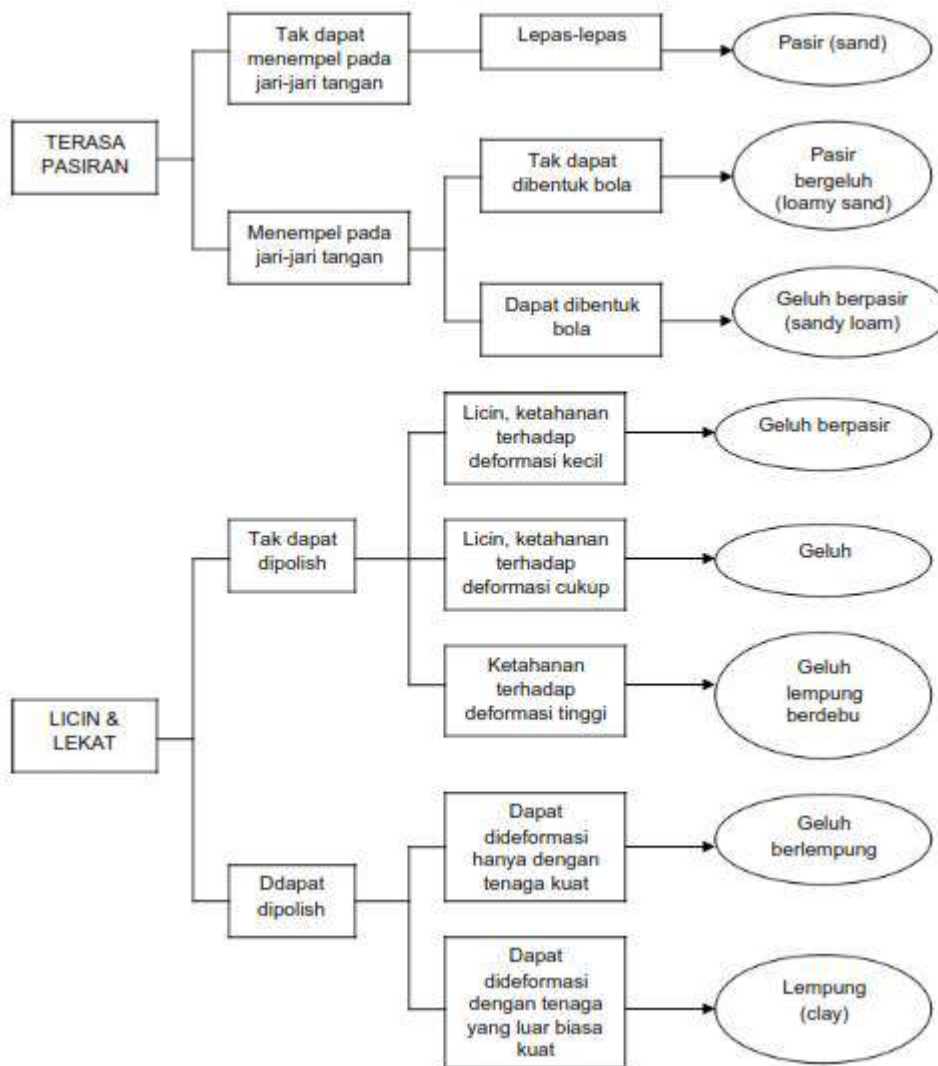 Tak dapat
menempel pada
jari-jari tangan
Lepas-lepas
Pasir (sand)
TERASA
PASIRAN
Menempel pada
jari-jari tangan
Tak dapat
dibentuk bola
Pasir
bergeluh
(loamy sand)
Dapat dibentuk
bola
Geluh berpasir
(sandy loam)
LICIN &
LEKAT
Tak dapat
dipolish
Licin, ketahanan
terhadap
deformasi kecil
Geluh berpasir
Licin, ketahanan
terhadap
deformasi cukup
Geluh
Ketahanan
terhadap
deformasi tinggi
Geluh
lempung
berdebu
Ddapat
dipolish
Dapat
dideformasi
hanya dengan
tenaga kuat
Geluh
berlempung
Dapat
dideformasi
dengan tenaga
yang luar biasa
kuat
Lempung
(clay)